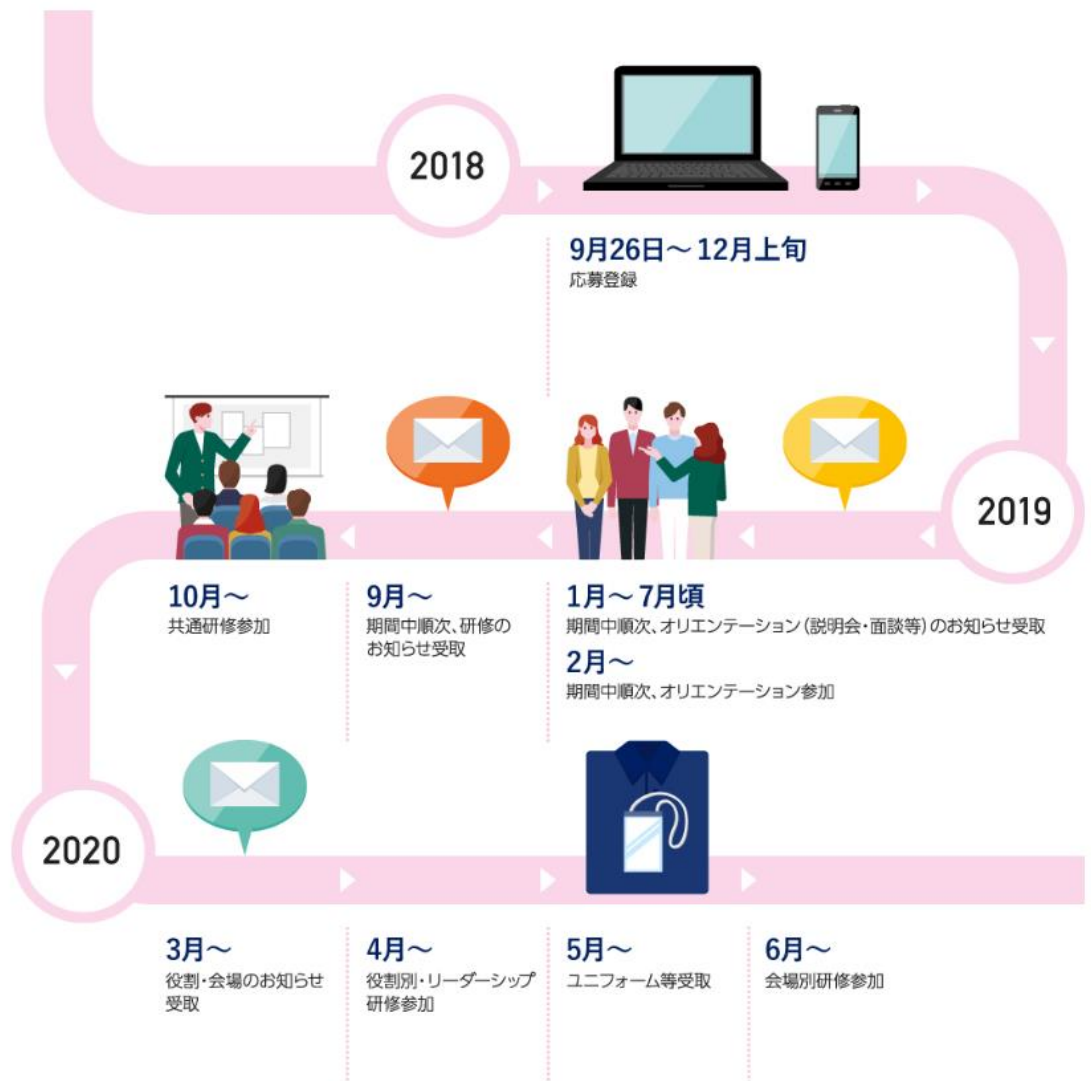 2018
9月26日～12月上旬
応募登録
2019
1月～7月頃
期間中順次、オリエンテーション（説明会・面談等）のお知らせ受取
2月～
期間中順次、オリエンテーション参加
9月～
期間中順次、研修の
お知らせ受取
10月～
共通研修参加
2020
3月～
役割・会場のお知らせ
受取
4月～
役割別・リーダーシップ
研修参加
5月～
ユニフォーム等受取
6月～
会場別研修参加